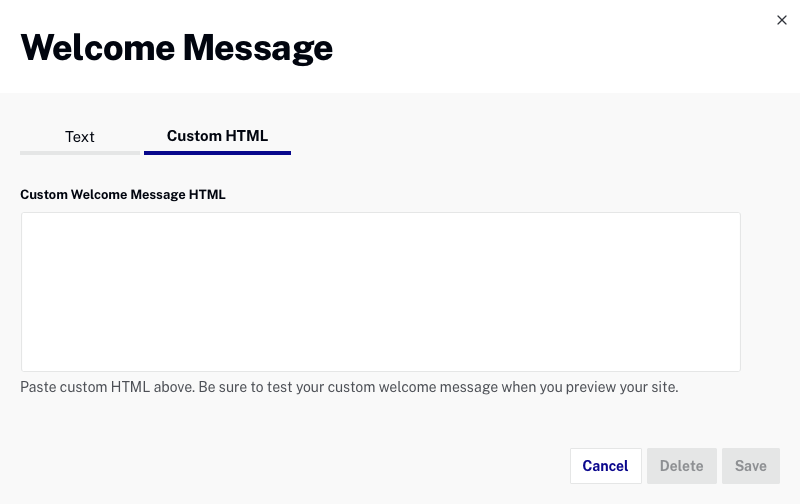 Welcome Message
Text
Custom HTML
Custom Welcome Message HTML
Paste custom HTML above. Be sure to test your custom welcome message when you preview your site.
Cancel
Delete
Save